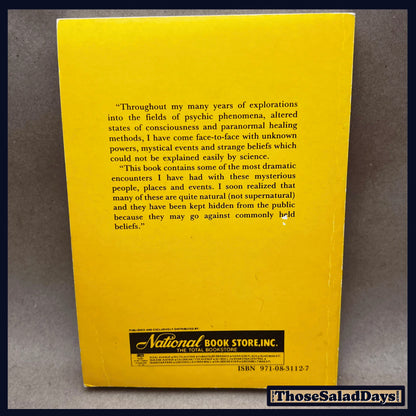 "Throughout my many years of explorations
into the fields of psychic phenomena, altered
states of consciousness and paranormal healing
methods, I have come face-to-face with unknown
powers, mystical events and strange beliefs which
could not be explained easily by science.
"This book contains some of the most dramatic
encounters I have had with these mysterious
people, places and events. I soon realized that
many of these are quite natural (not supernatural)
and they have been kept hidden from the public
because they may go against commonly held
beliefs."
PUBLISHED AND EXCLUSIVELY DISTRIBUTED BY:
National BOOK STORE, INC.
THE TOTAL BOOKSTORE
ISBN 971-08-3112-7
ThoseSaladDays!